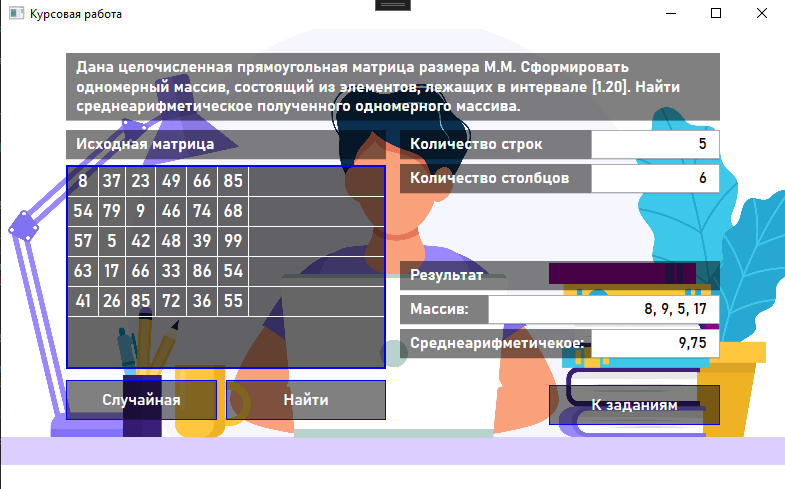 Курсовая работа
Дана целочисленная прямоугольная матрица размера М.М. Сформировать
одномерный массив, состоящий из элементов, лежащих в интервале [1.20]. Найти
среднеарифметическое полученного одномерного массива.
Исходная матрица
8 37 23 49 66 85
54 79 9 46 74 68
57 5 42 48 39 99
63 17 66 33 86 54
41 26 85 72 36 55
Случайная
Найти
Количество строк 5
Количество столбцов 6
Результат
Массив: 8, 9, 5, 17
Среднеарифметичекое: 9,75
К заданиям